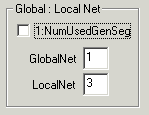 Global : Local Net
1:NumUsedGenSeg
GlobalNet 1
LocalNet 3